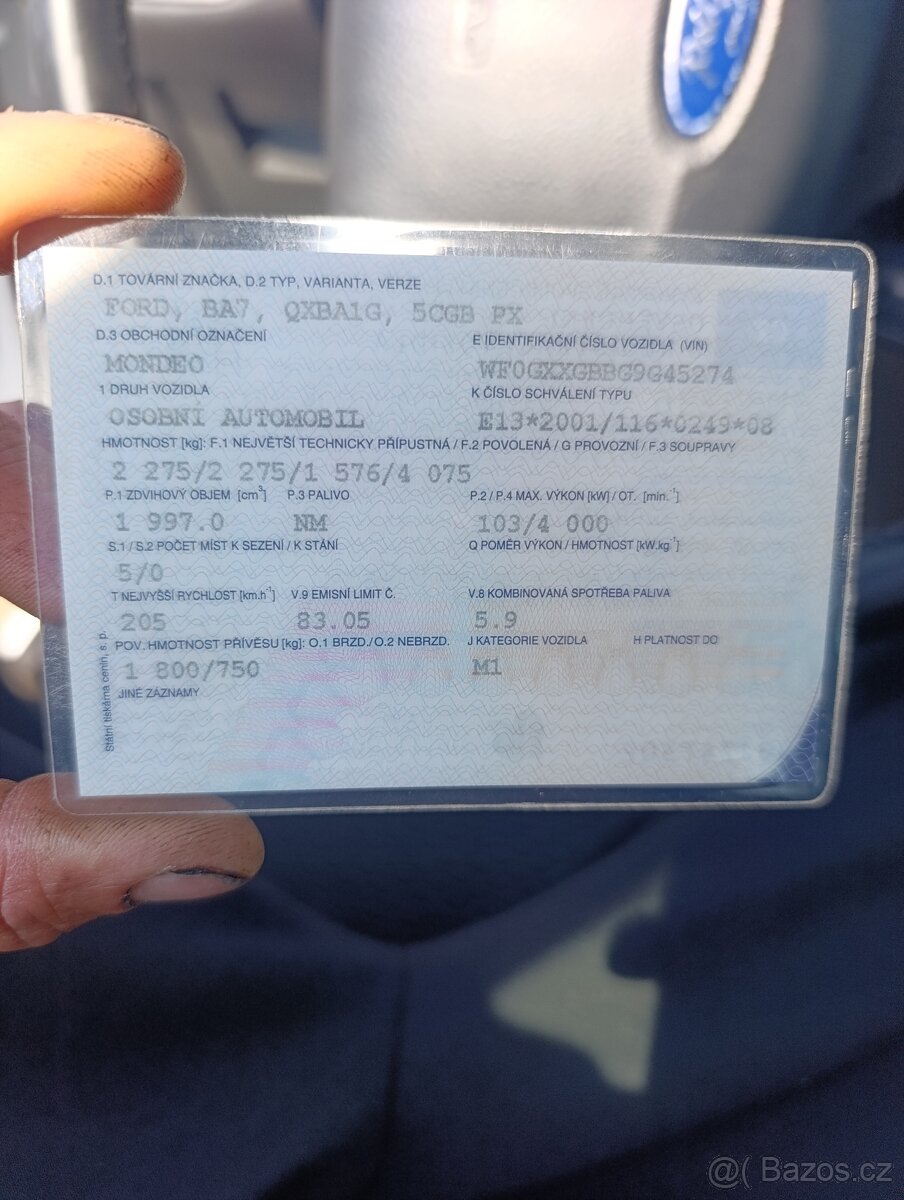 D.1 TOVÁRNÍ ZNAČKA, D.2 TYP, VARIANTA, VERZE
FORD, BA7, QXBA1G, 5CGB PX
D.3 OBCHODNÍ OZNAČENÍ
MONDEO
E IDENTIFIKAČNÍ ČÍSLO VOZIDLA (VIN)
WF0GXXGBBG9G45274
1 DRUH VOZIDLA
OSOBNÍ AUTOMOBIL
K ČÍSLO SCHVÁLENÍ TYPU
E13*2001/116*0249*08
HMOTNOST [kg]: F.1 NEJVĚTŠÍ TECHNICKY PŘÍPUSTNÁ / F.2 POVOLENÁ / G PROVOZNÍ / F.3 SOUPRAVY
2 275/2 275/1 576/4 075
P.1 ZDVIHOVÝ OBJEM [cm³]
1 997.0
P.3 PALIVO
NM
P.2 / P.4 MAX. VÝKON [kW] / OT. [min.⁻¹]
103/4 000
S.1 / S.2 POČET MÍST K SEZENÍ / K STÁNÍ
5/0
Q POMĚR VÝKON / HMOTNOST [kW.kg⁻¹]
T NEJVYŠŠÍ RYCHLOST [km.h⁻¹]
205
V.9 EMISNÍ LIMIT Č.
83.05
V.8 KOMBINOVANÁ SPOTŘEBA PALIVA
5.9
POV. HMOTNOST PŘÍVĚSU [kg]: O.1 BRZD./O.2 NEBRZD.
1 800/750
J KATEGORIE VOZIDLA
M1
H PLATNOST DO
JINÉ ZÁZNAMY
Státní tiskárna cenin, s. p.
@( Bazos.cz